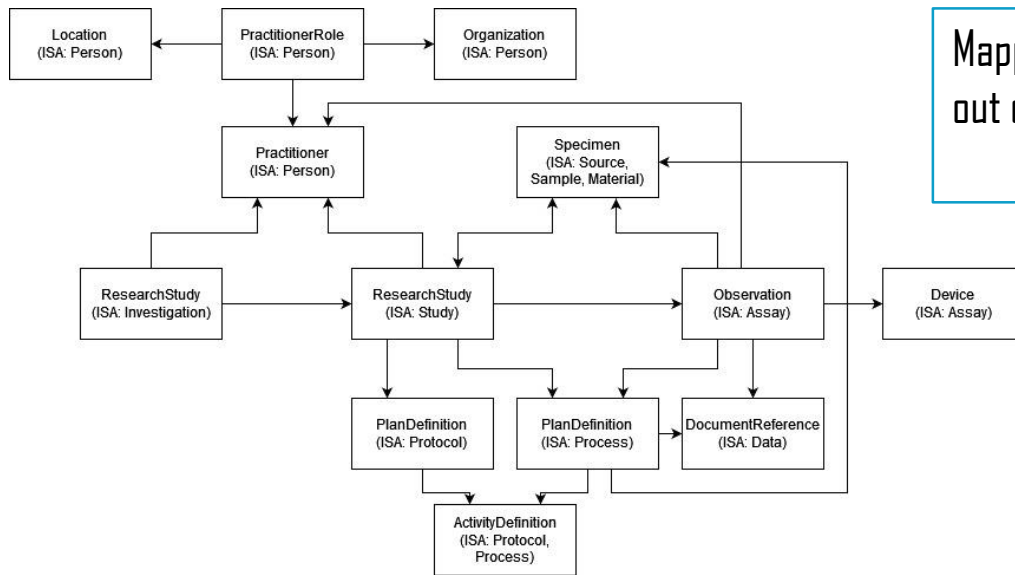 Location
(ISA: Person)
PractitionerRole
(ISA: Person)
Organization
(ISA: Person)
out
Practitioner
(ISA: Person)
Specimen
(ISA: Source,
Sample, Material)
ResearchStudy
(ISA: Investigation)
ResearchStudy
(ISA: Study)
Observation
(ISA: Assay)
Device
(ISA: Assay)
PlanDefinition
(ISA: Protocol)
PlanDefinition
(ISA: Process)
DocumentReference
(ISA: Data)
ActivityDefinition
(ISA: Protocol,
Process)